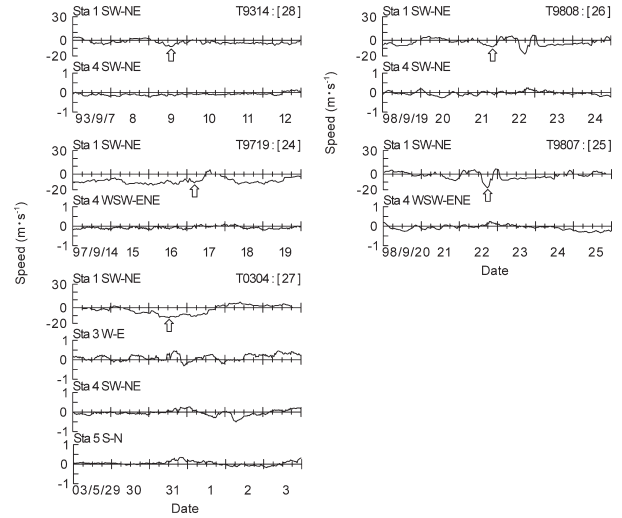 Sta 1 SW-NE T9314 : [ 28 ]
30
0
-20
Sta 4 SW-NE
1
0
-1
93/9/7 8 9 10 11 12
Sta 1 SW-NE T9719 : [ 24 ]
30
0
-20
Sta 4 WSW-ENE
1
0
-1
97/9/14 15 16 17 18 19
Sta 1 SW-NE T0304 : [ 27 ]
30
0
-20
Sta 3 W-E
1
0
-1
Sta 4 SW-NE
1
0
-1
Sta 5 S-N
1
0
-1
03/5/29 30 31 1 2 3
Date
Speed (m·s⁻¹)
Sta 1 SW-NE T9808 : [ 26 ]
30
0
-20
Sta 4 SW-NE
1
0
-1
98/9/19 20 21 22 23 24
Sta 1 SW-NE T9807 : [ 25 ]
30
0
-20
Sta 4 WSW-ENE
1
0
-1
98/9/20 21 22 23 24 25
Date
Speed (m·s⁻¹)